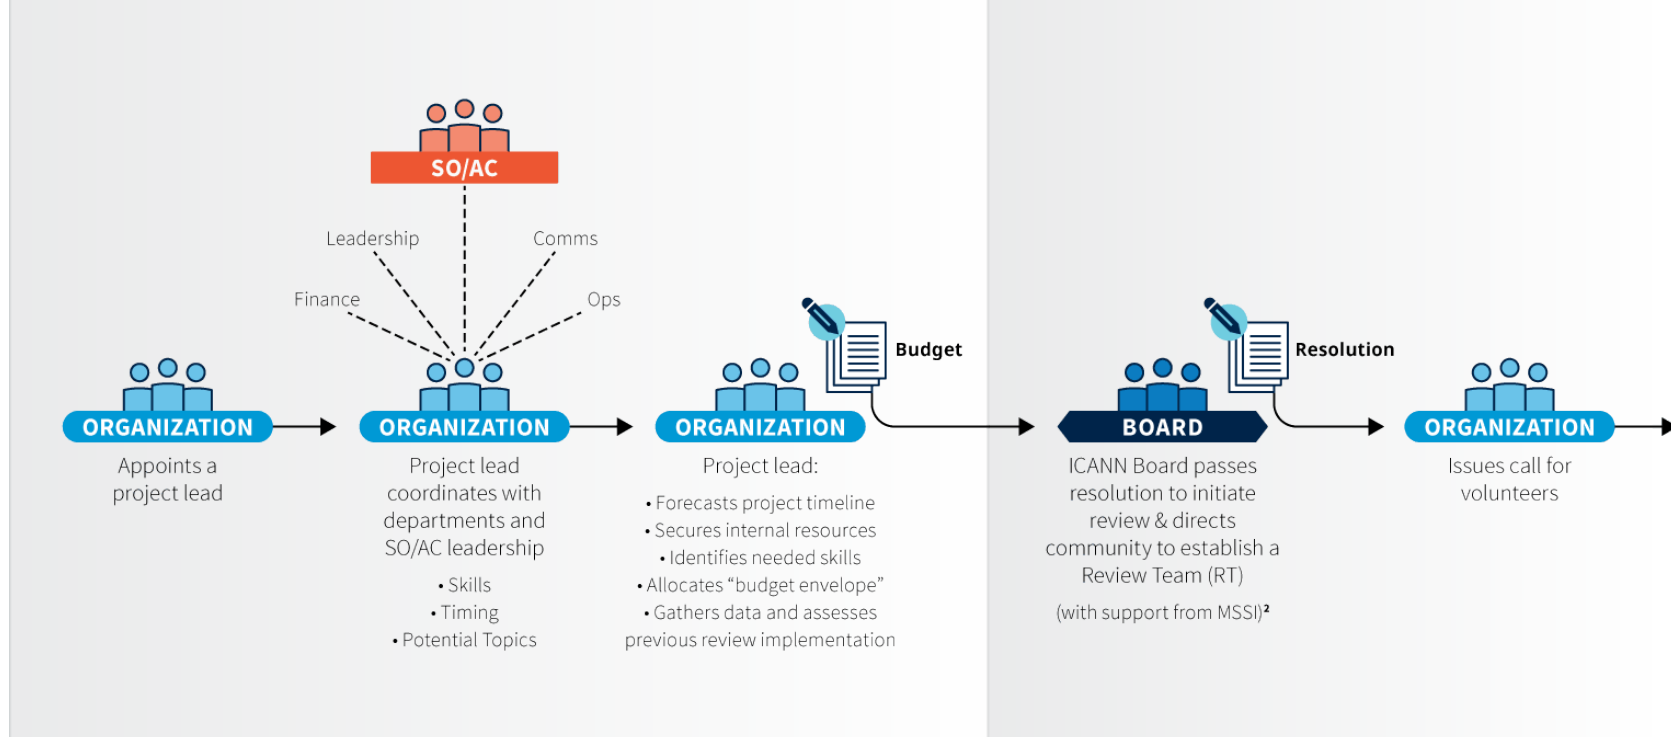 SO/AC
Leadership
Comms
Finance
Ops
Budget
Resolution
ORGANIZATION
Appoints a
project lead
ORGANIZATION
Project lead
coordinates with
departments and
SO/AC leadership
• Skills
• Timing
• Potential Topics
ORGANIZATION
Project lead:
• Forecasts project timeline
• Secures internal resources
• Identifies needed skills
• Allocates “budget envelope”
• Gathers data and assesses
previous review implementation
BOARD
ICANN Board passes
resolution to initiate
review & directs
community to establish a
Review Team (RT)
(with support from MSSI)²
ORGANIZATION
Issues call for
volunteers